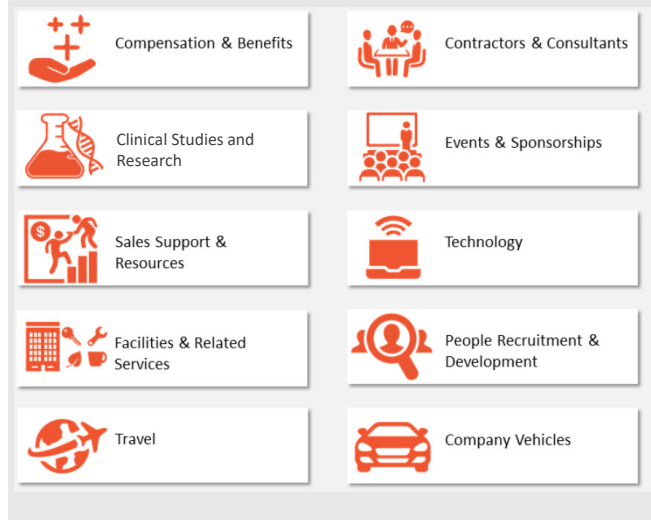 Compensation & Benefits
Contractors & Consultants
Clinical Studies and
Research
Events & Sponsorships
$
Sales Support &
Resources
Technology
Facilities & Related
Services
People Recruitment &
Development
Travel
Company Vehicles